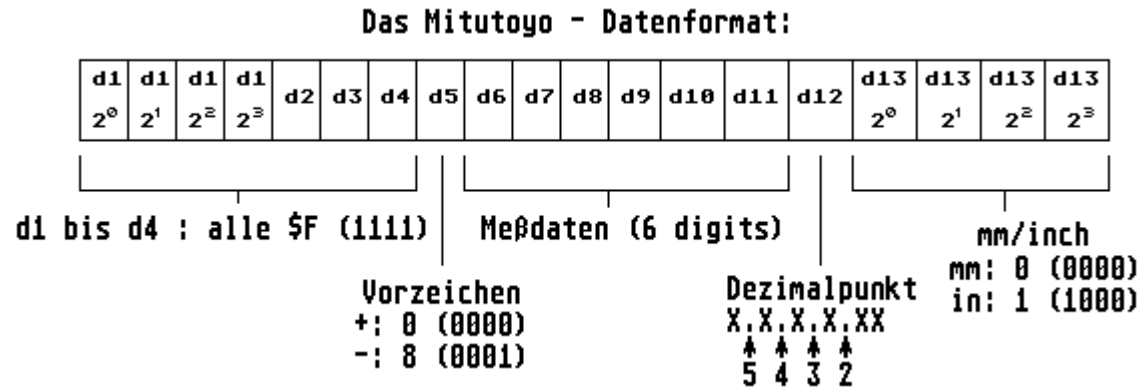 Das Mitutoyo - Datenformat:
d1 d1 d1 d1 d2 d3 d4 d5 d6 d7 d8 d9 d10 d11 d12 d13 d13 d13 d13
2⁰ 2¹ 2² 2³ 2⁰ 2¹ 2² 2³
d1 bis d4 : alle $F (1111)
Meβdaten (6 digits)
mm/inch
mm: 0 (0000)
in: 1 (1000)
Vorzeichen
+: 0 (0000)
-: 8 (0001)
Dezimalpunkt
X.X.X.X.XX
5 4 3 2